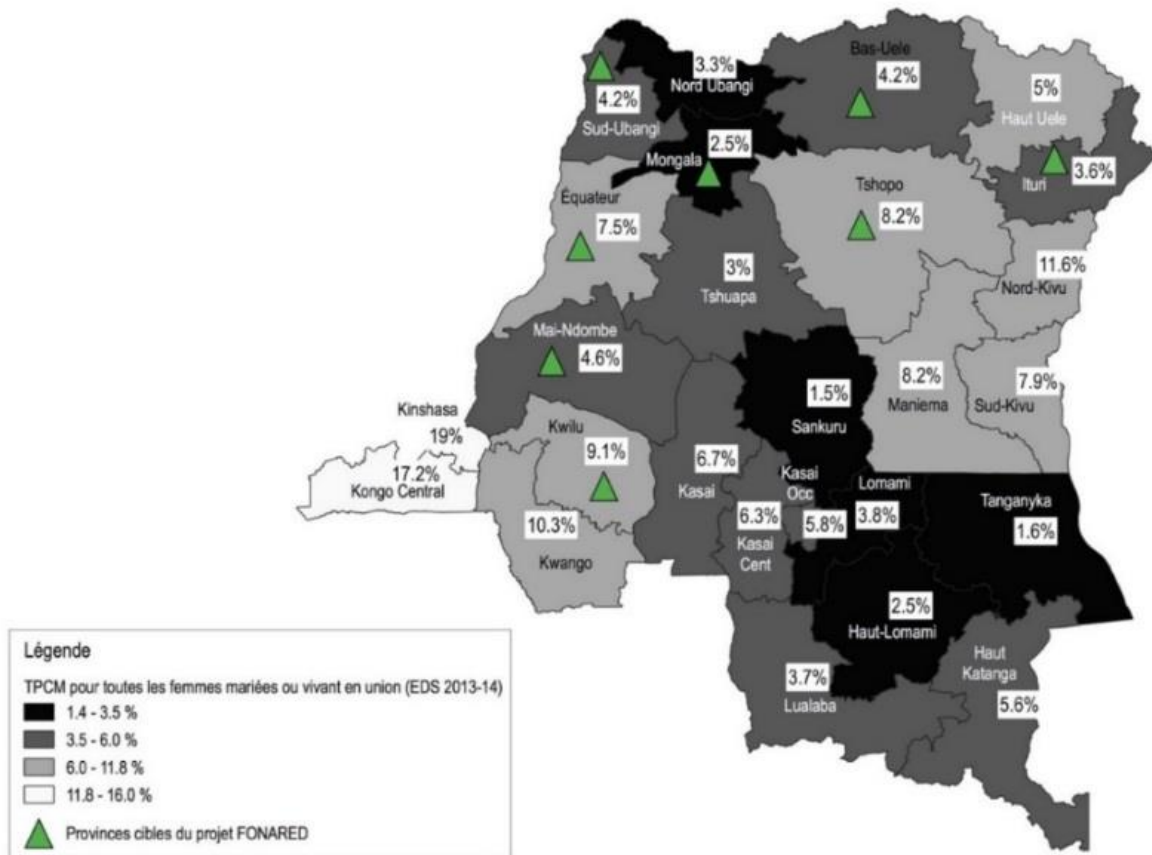 3.3%
Nord Ubangi
Bas-Uele
4.2%
5%
Haut Uele
4.2%
Sud-Ubangi
2.5%
Mongala
3.6%
Ituri
Équateur
7.5%
Tshopo
8.2%
3%
Tshuapa
11.6%
Nord-Kivu
Mai-Ndombe
4.6%
1.5%
Sankuru
8.2%
Maniema
7.9%
Sud-Kivu
Kinshasa
19%
17.2%
Kongo Central
Kwilu
9.1%
6.7%
Kasai
Kasai
Occ
5.8%
Lomami
3.8%
Tanganyka
1.6%
10.3%
Kwango
6.3%
Kasai
Cent
2.5%
Haut-Lomami
3.7%
Lualaba
Haut
Katanga
5.6%
Légende
TPCM pour toutes les femmes mariées ou vivant en union (EDS 2013-14)
1.4 - 3.5 %
3.5 - 6.0 %
6.0 - 11.8 %
11.8 - 16.0 %
Provinces cibles du projet FONARED